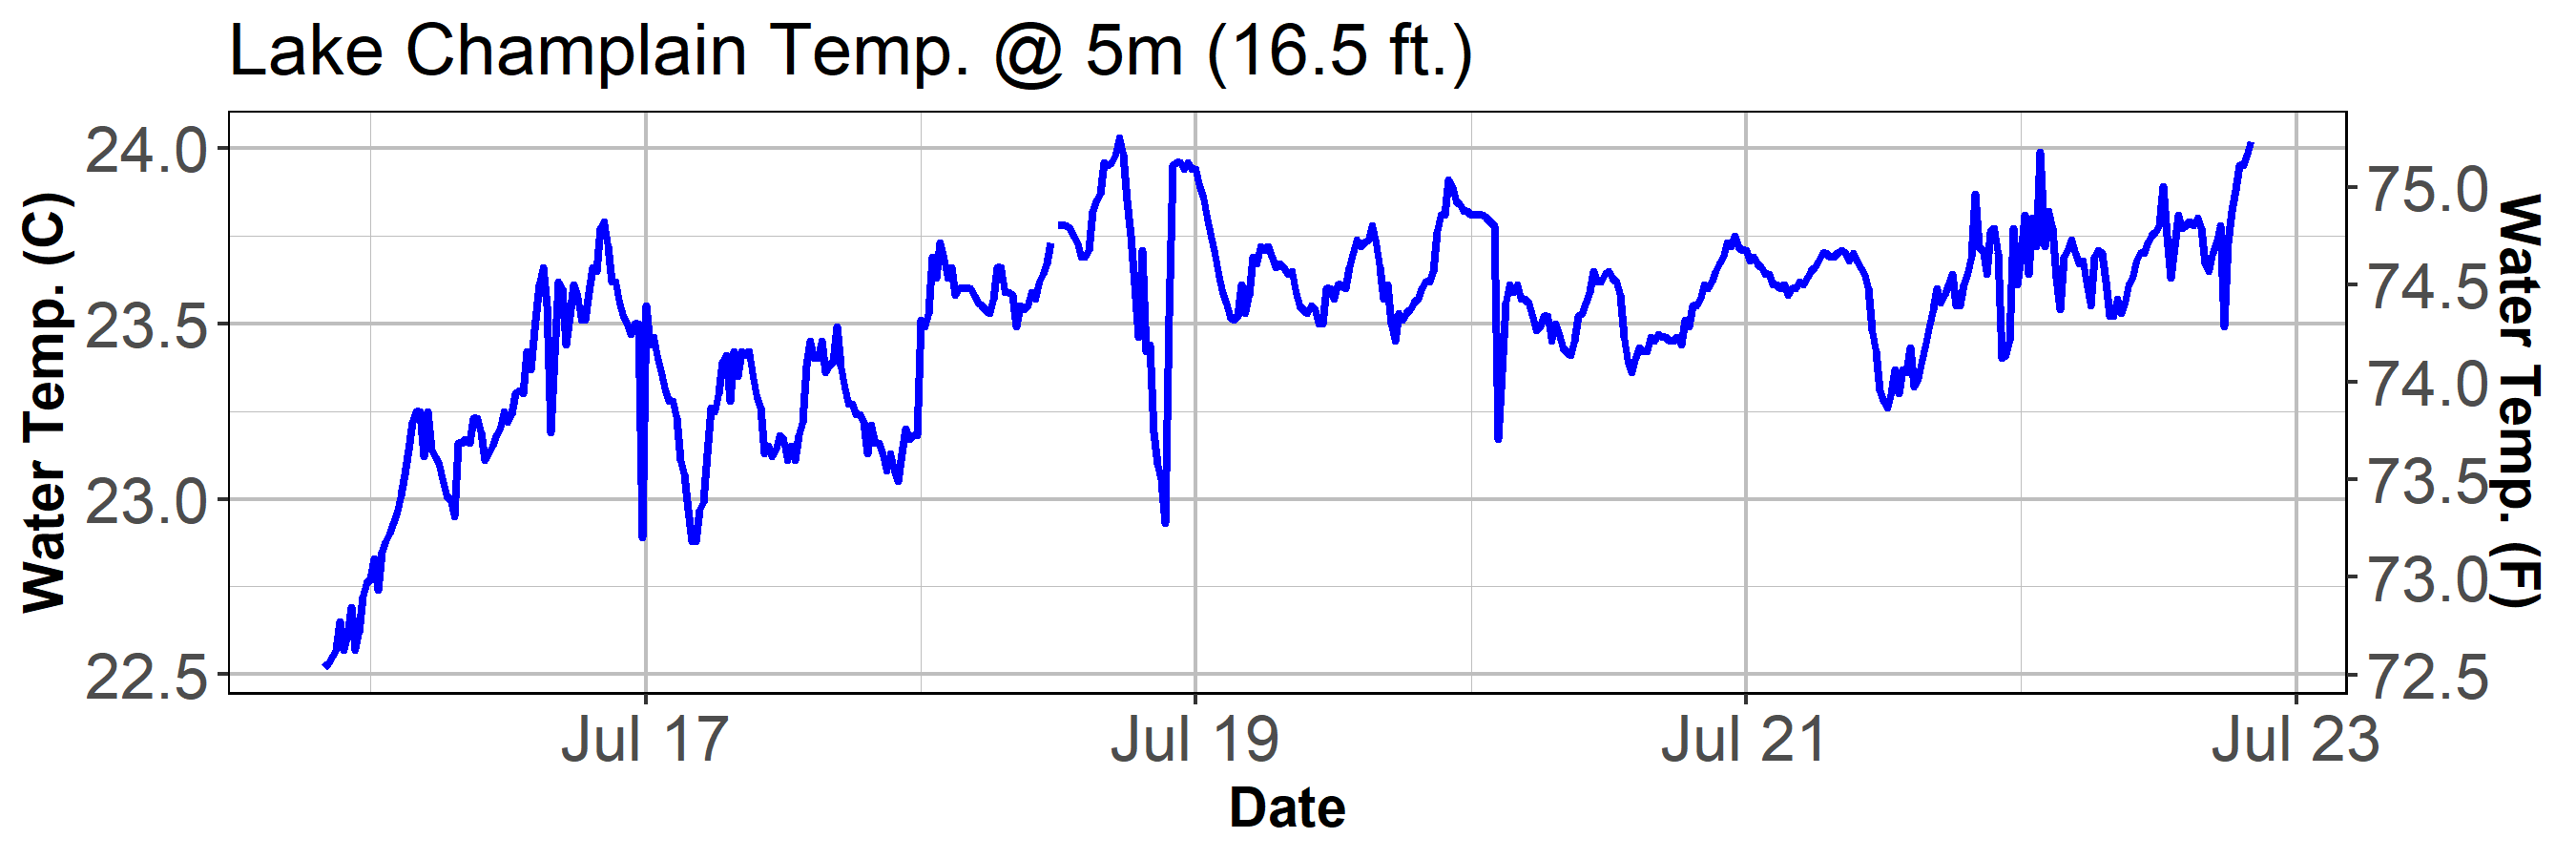 Lake Champlain Temp. @ 5m (16.5 ft.)
Water Temp. (C)
24.0
23.5
23.0
22.5
75.0
74.5
74.0
73.5
73.0
72.5
Water Temp. (F)
Jul 17
Jul 19
Jul 21
Jul 23
Date